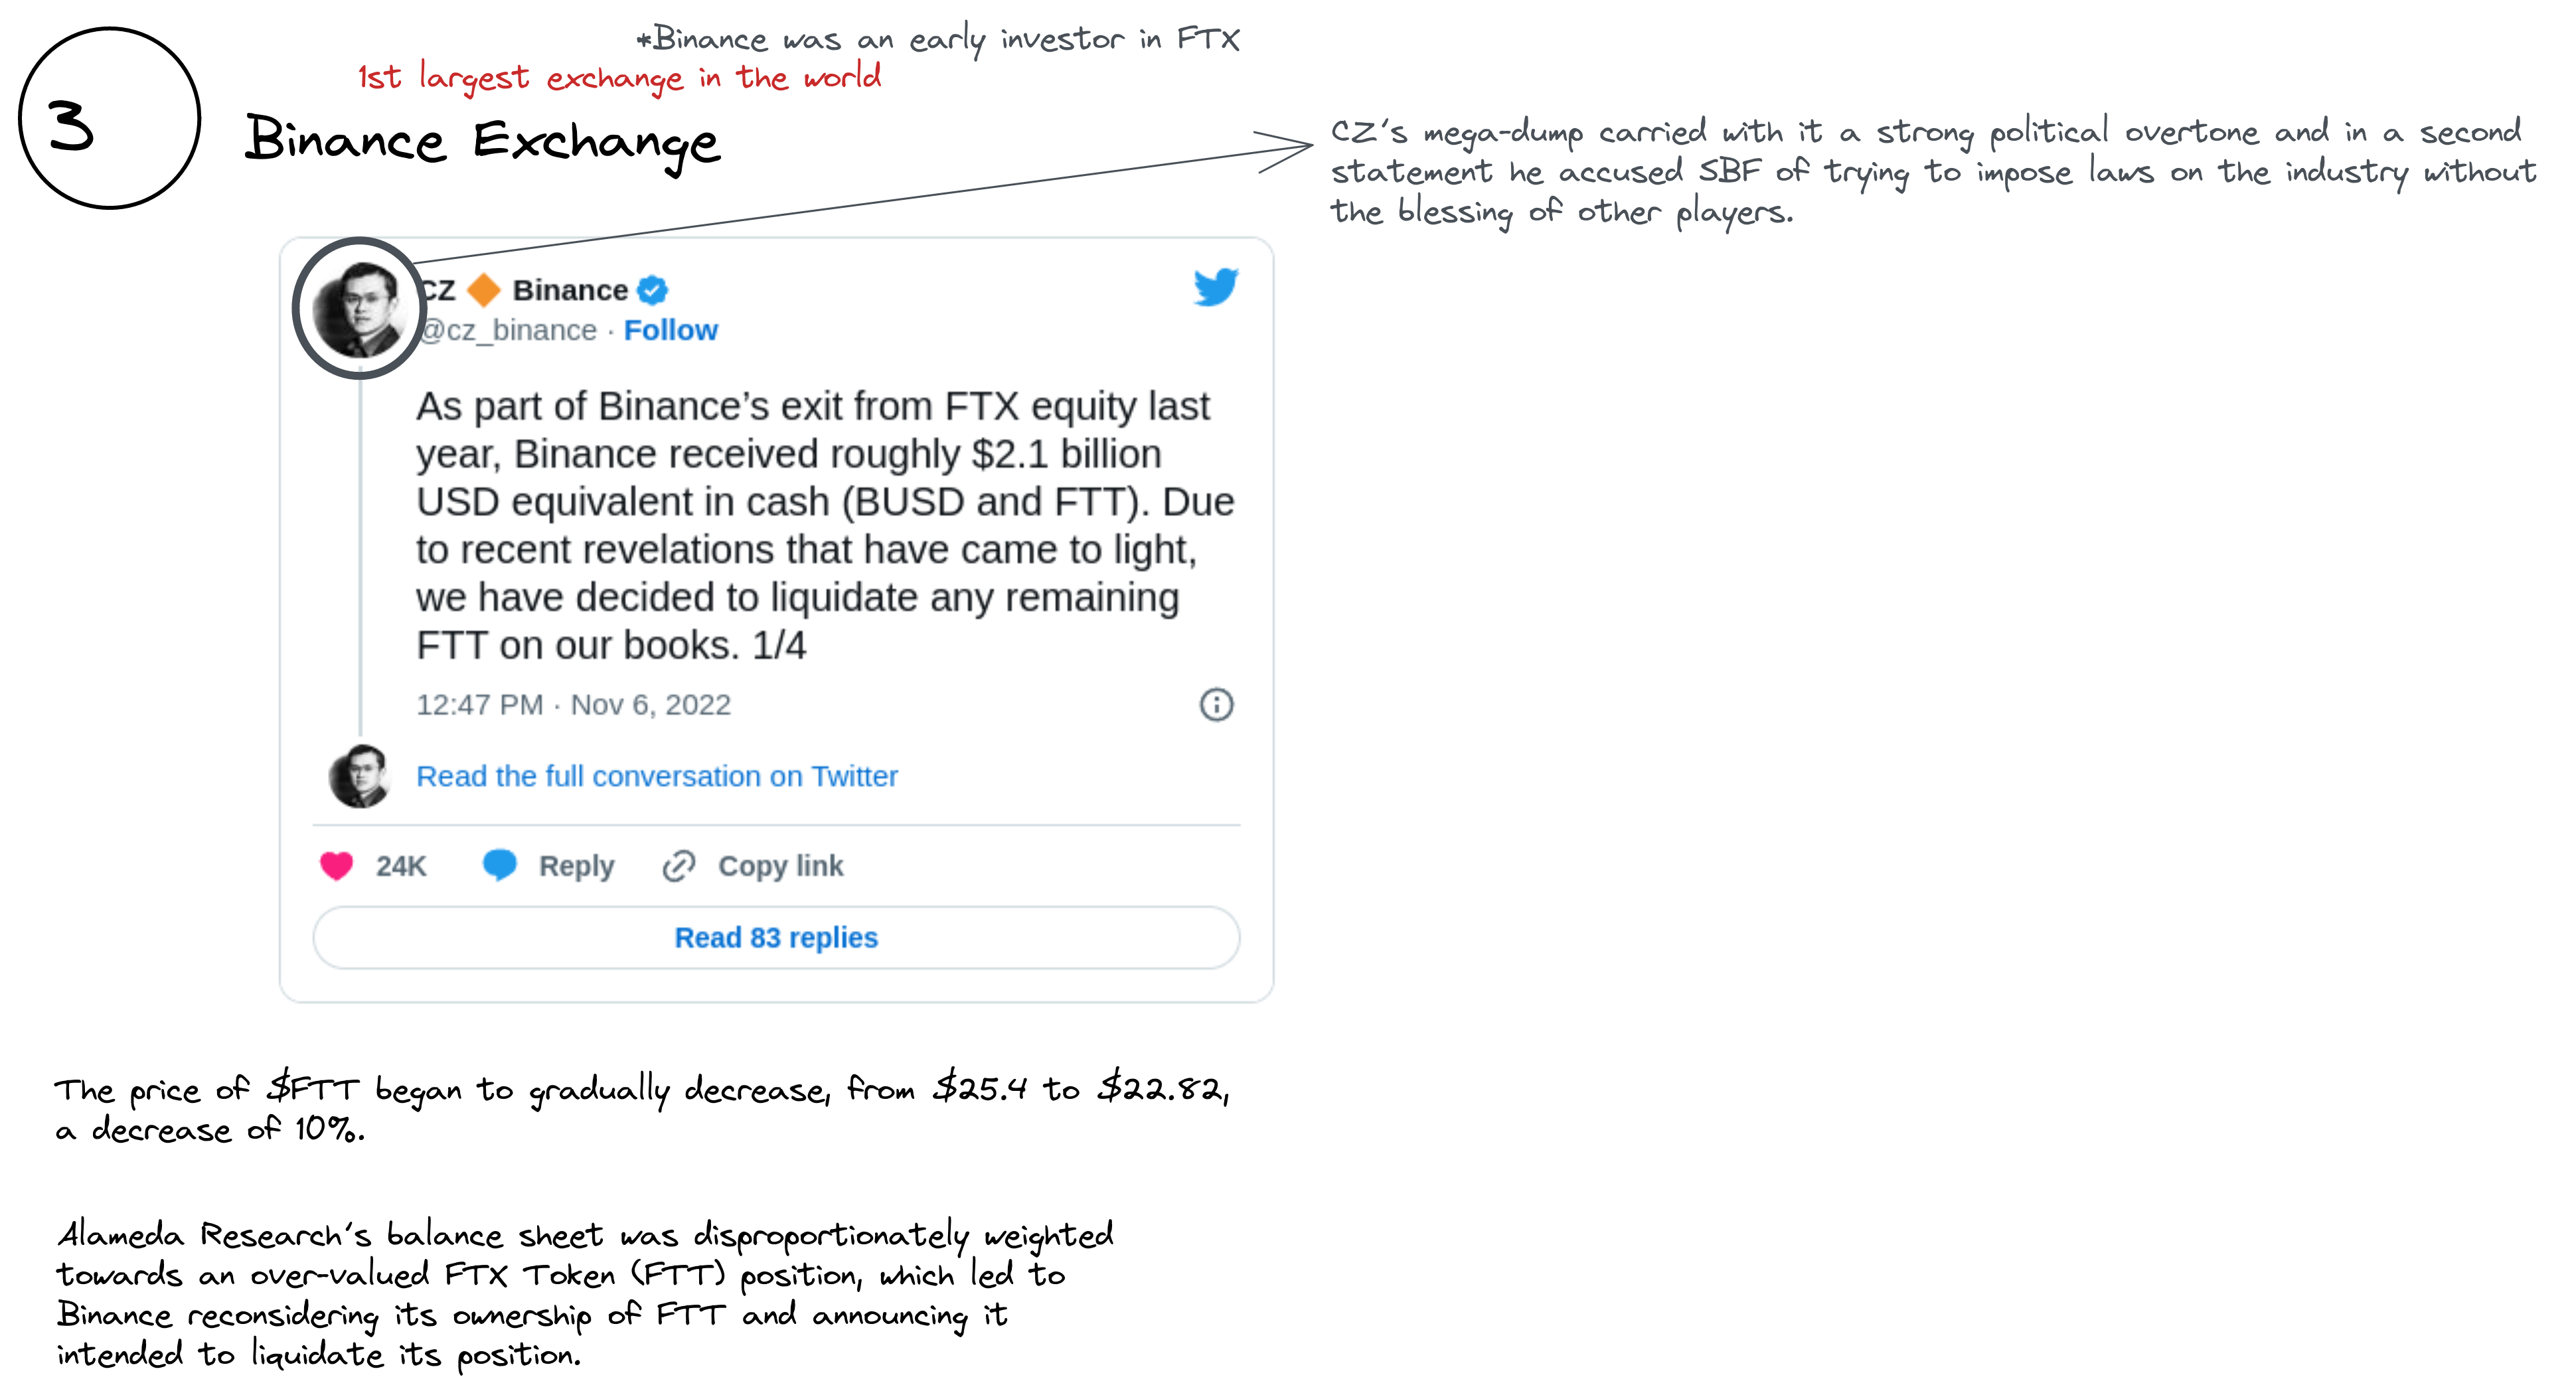 *Binance was an early investor in FTX
1st largest exchange in the world
3
Binance Exchange
CZ's mega-dump carried with it a strong political overtone and in a second
statement he accused SBF of trying to impose laws on the industry without
the blessing of other players.
CZ 🔶 Binance
@cz_binance · Follow
As part of Binance’s exit from FTX equity last
year, Binance received roughly $2.1 billion
USD equivalent in cash (BUSD and FTT). Due
to recent revelations that have came to light,
we have decided to liquidate any remaining
FTT on our books. 1/4
12:47 PM · Nov 6, 2022
Read the full conversation on Twitter
24K Reply Copy link
Read 83 replies
The price of $FTT began to gradually decrease, from $25.4 to $22.82,
a decrease of 10%.
Alameda Research's balance sheet was disproportionately weighted
towards an over-valued FTX Token (FTT) position, which led to
Binance reconsidering its ownership of FTT and announcing it
intended to liquidate its position.